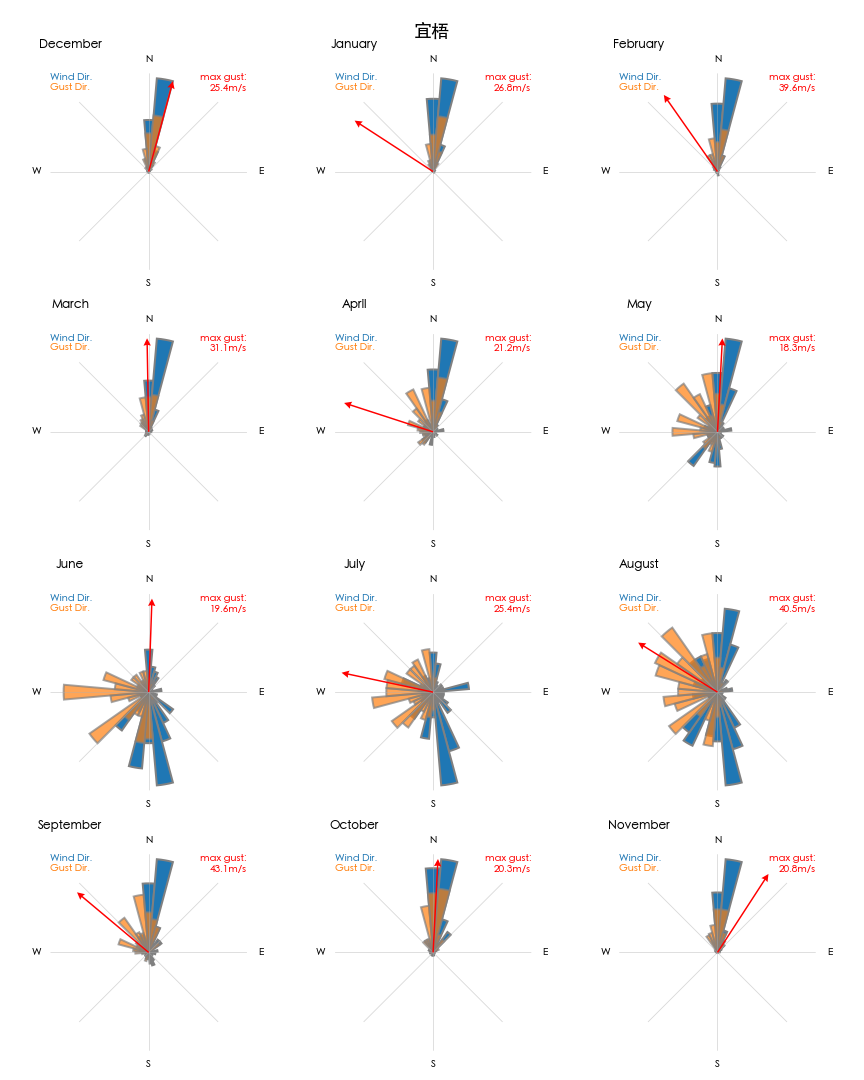 宜梧
December
N
Wind Dir.
Gust Dir.
max gust:
25.4m/s
W
E
S
January
N
Wind Dir.
Gust Dir.
max gust:
26.8m/s
W
E
S
February
N
Wind Dir.
Gust Dir.
max gust:
39.6m/s
W
E
S
March
N
Wind Dir.
Gust Dir.
max gust:
31.1m/s
W
E
S
April
N
Wind Dir.
Gust Dir.
max gust:
21.2m/s
W
E
S
May
N
Wind Dir.
Gust Dir.
max gust:
18.3m/s
W
E
S
June
N
Wind Dir.
Gust Dir.
max gust:
19.6m/s
W
E
S
July
N
Wind Dir.
Gust Dir.
max gust:
25.4m/s
W
E
S
August
N
Wind Dir.
Gust Dir.
max gust:
40.5m/s
W
E
S
September
N
Wind Dir.
Gust Dir.
max gust:
43.1m/s
W
E
S
October
N
Wind Dir.
Gust Dir.
max gust:
20.3m/s
W
E
S
November
N
Wind Dir.
Gust Dir.
max gust:
20.8m/s
W
E
S